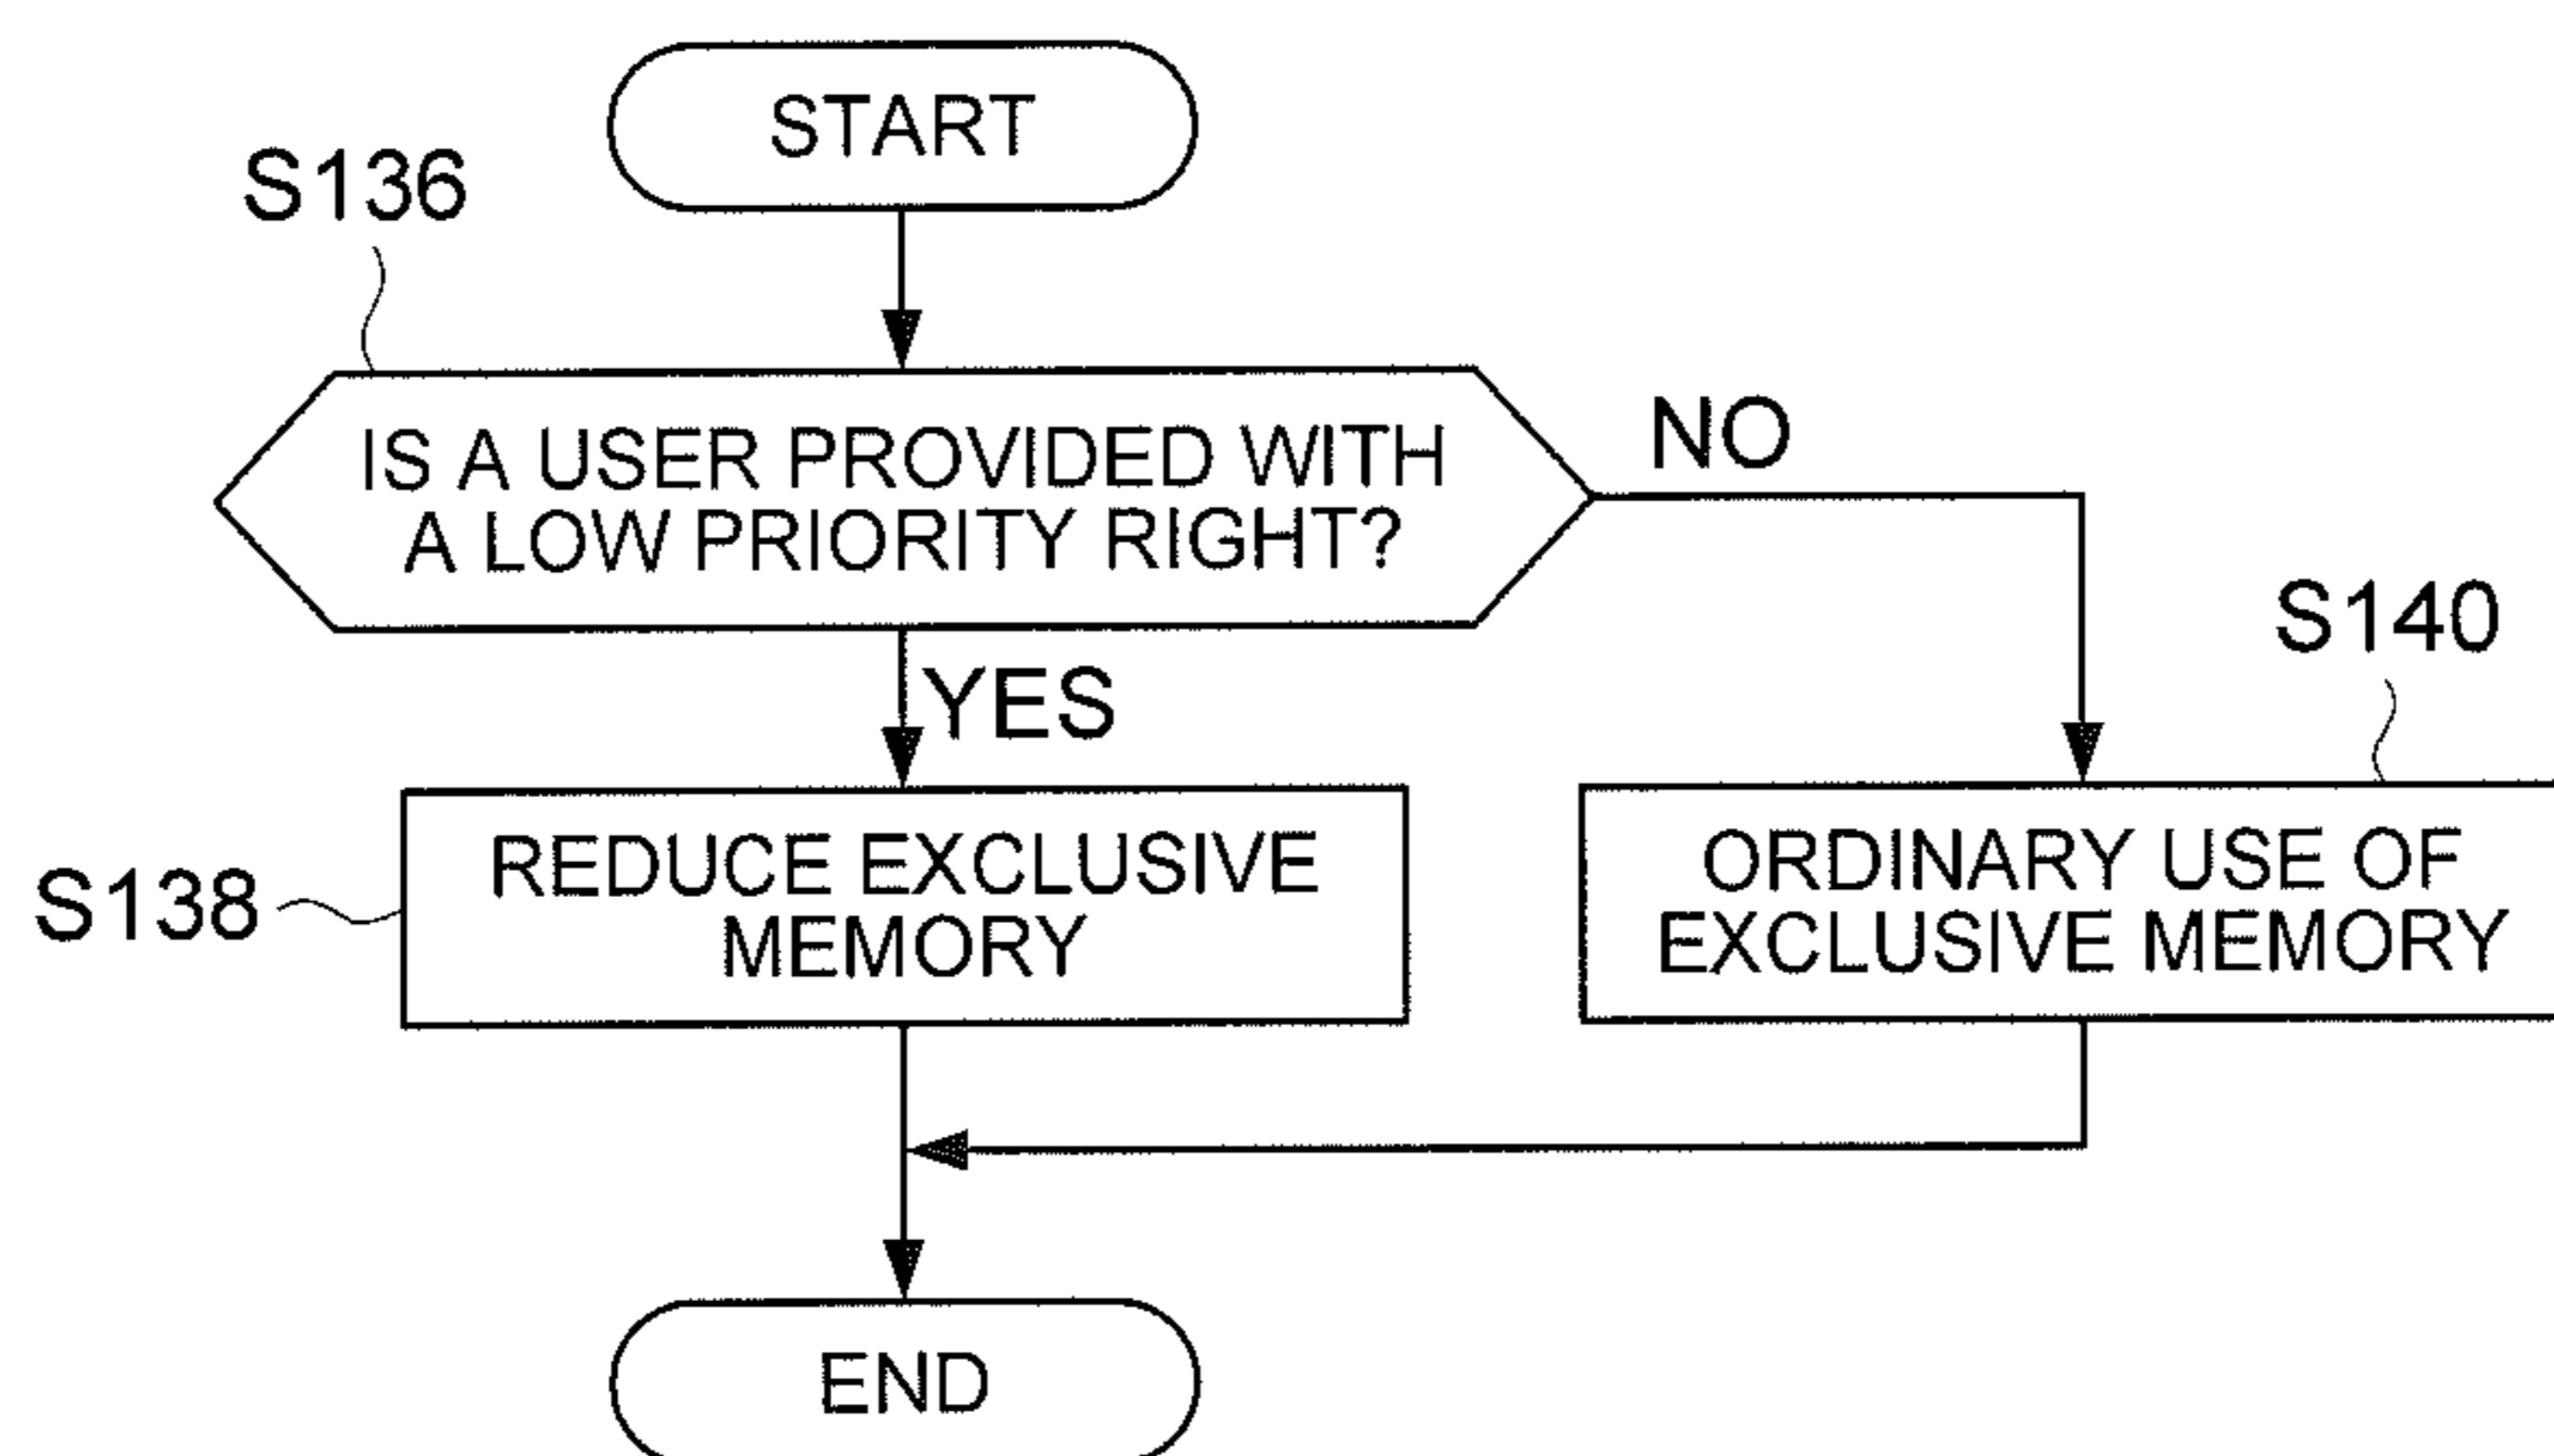 START
S136
IS A USER PROVIDED WITH
A LOW PRIORITY RIGHT?
NO
YES
S140
S138
REDUCE EXCLUSIVE
MEMORY
ORDINARY USE OF
EXCLUSIVE MEMORY
END